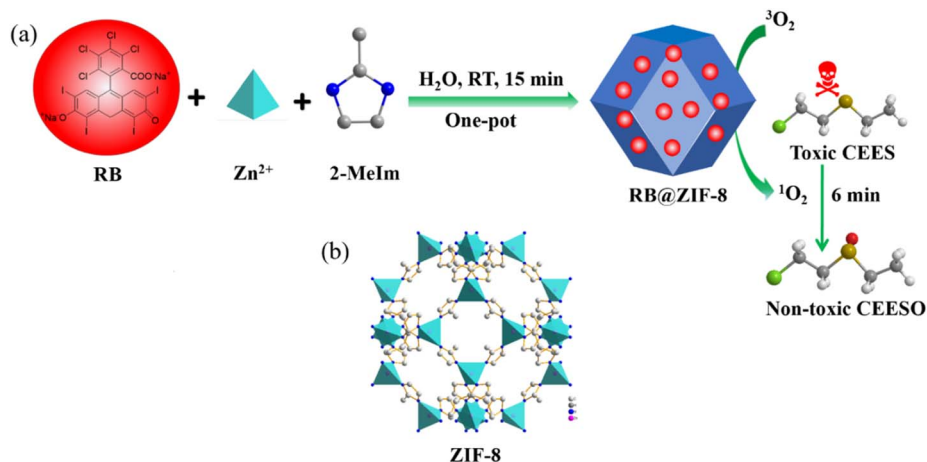 (a)
Cl
Cl
Cl
Cl
COO⁻Na⁺
I
I
NaO
O
I
I
RB
+
Zn²⁺
+
2-MeIm
H₂O, RT, 15 min
One-pot
RB@ZIF-8
³O₂
¹O₂
Toxic CEES
6 min
Non-toxic CEESO
(b)
ZIF-8